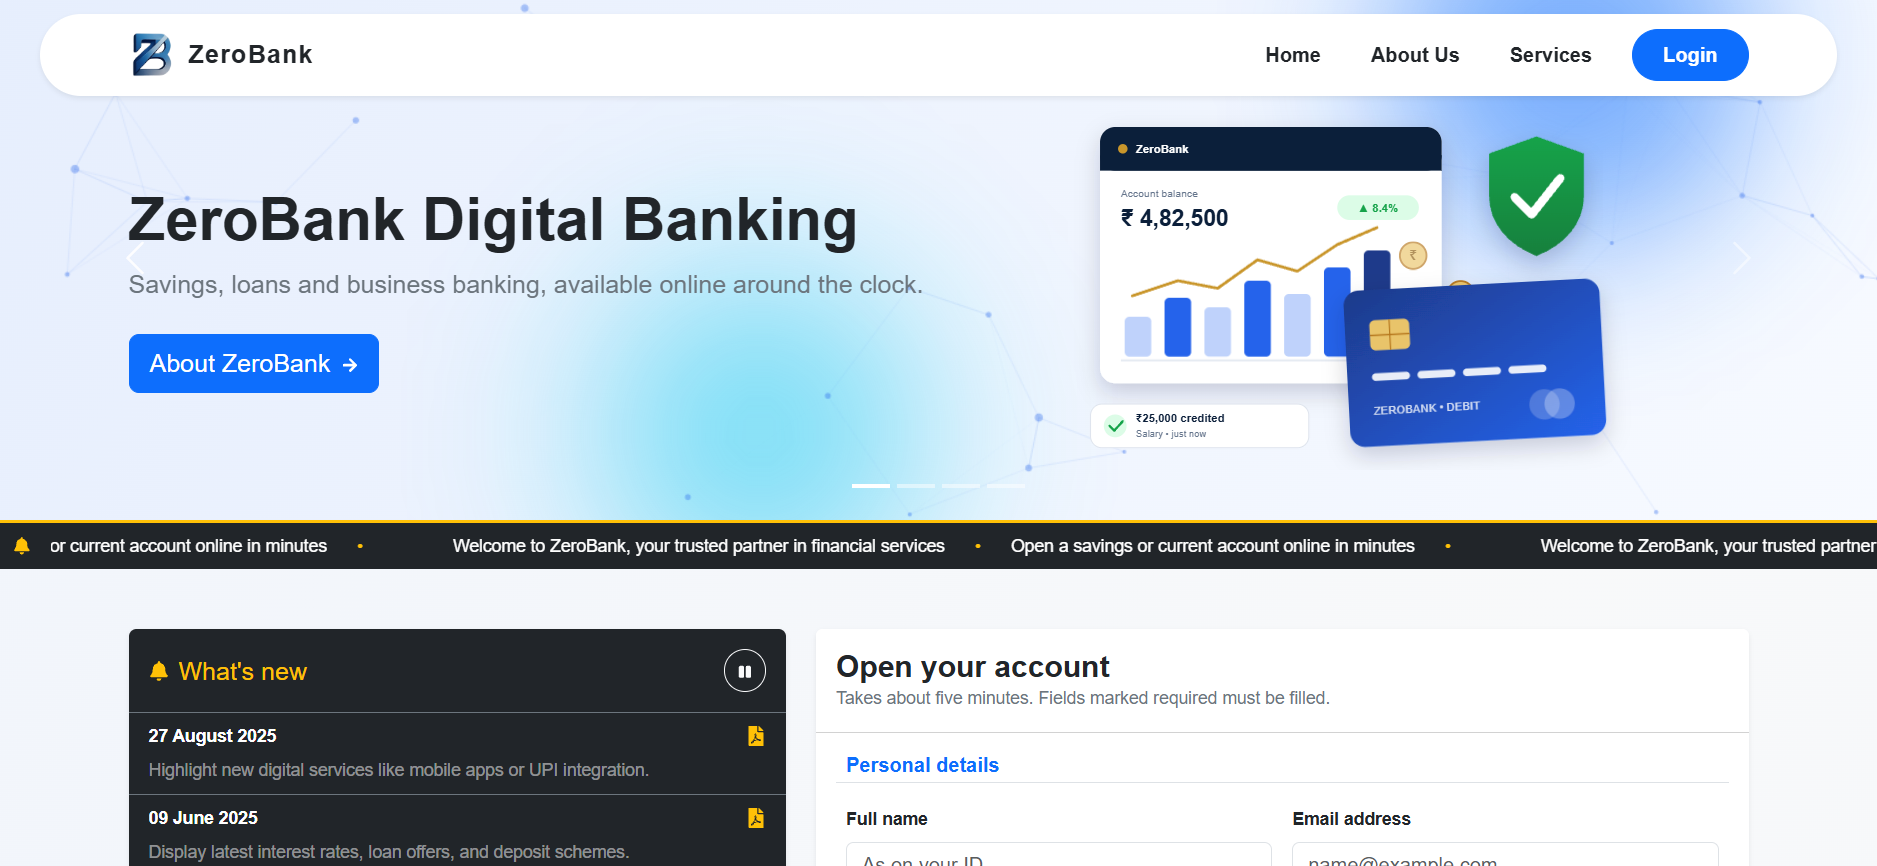 ZeroBank
Home
About Us
Services
Login
ZeroBank Digital Banking
Savings, loans and business banking, available online around the clock.
About ZeroBank
ZeroBank
Account balance
₹ 4,82,500
▲ 8.4%
₹
ZEROBANK • DEBIT
₹25,000 credited
Salary • just now
or current account online in minutes • Welcome to ZeroBank, your trusted partner in financial services • Open a savings or current account online in minutes • Welcome to ZeroBank, your trusted partner
What's new
27 August 2025
Highlight new digital services like mobile apps or UPI integration.
09 June 2025
Display latest interest rates, loan offers, and deposit schemes.
Open your account
Takes about five minutes. Fields marked required must be filled.
Personal details
Full name
As on your ID
Email address
name@example.com